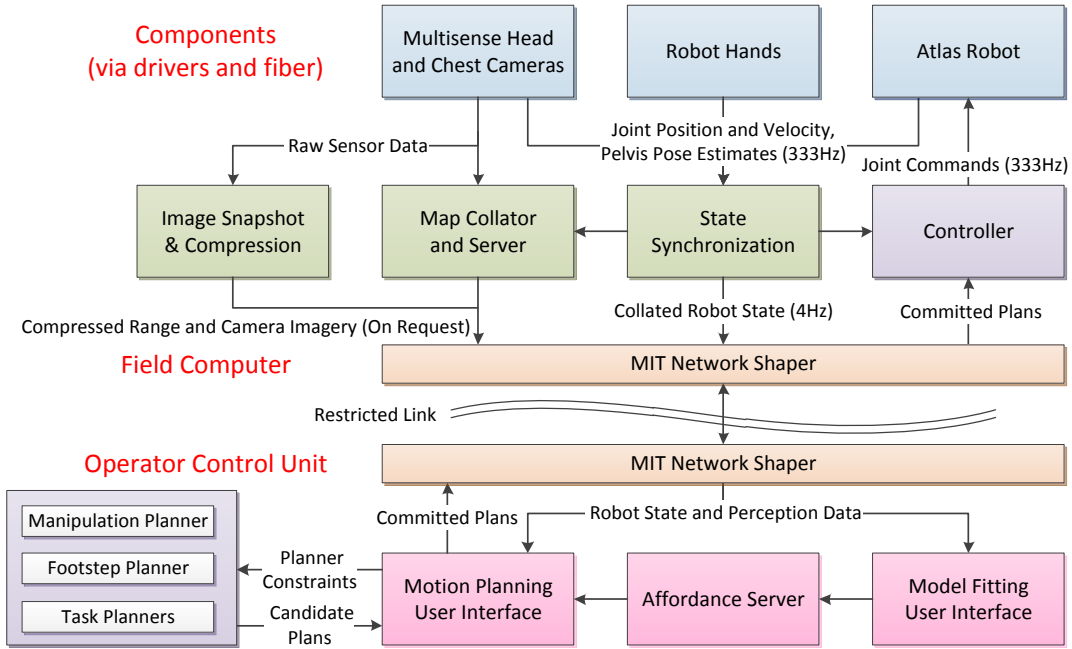 Components
(via drivers and fiber)
Multisense Head
and Chest Cameras
Robot Hands
Atlas Robot
Raw Sensor Data
Joint Position and Velocity,
Pelvis Pose Estimates (333Hz)
Joint Commands (333Hz)
Image Snapshot
& Compression
Map Collator
and Server
State
Synchronization
Controller
Compressed Range and Camera Imagery (On Request)
Collated Robot State (4Hz)
Committed Plans
Field Computer
MIT Network Shaper
Restricted Link
Operator Control Unit
MIT Network Shaper
Committed Plans
Robot State and Perception Data
Manipulation Planner
Footstep Planner
Task Planners
Planner
Constraints
Candidate
Plans
Motion Planning
User Interface
Affordance Server
Model Fitting
User Interface